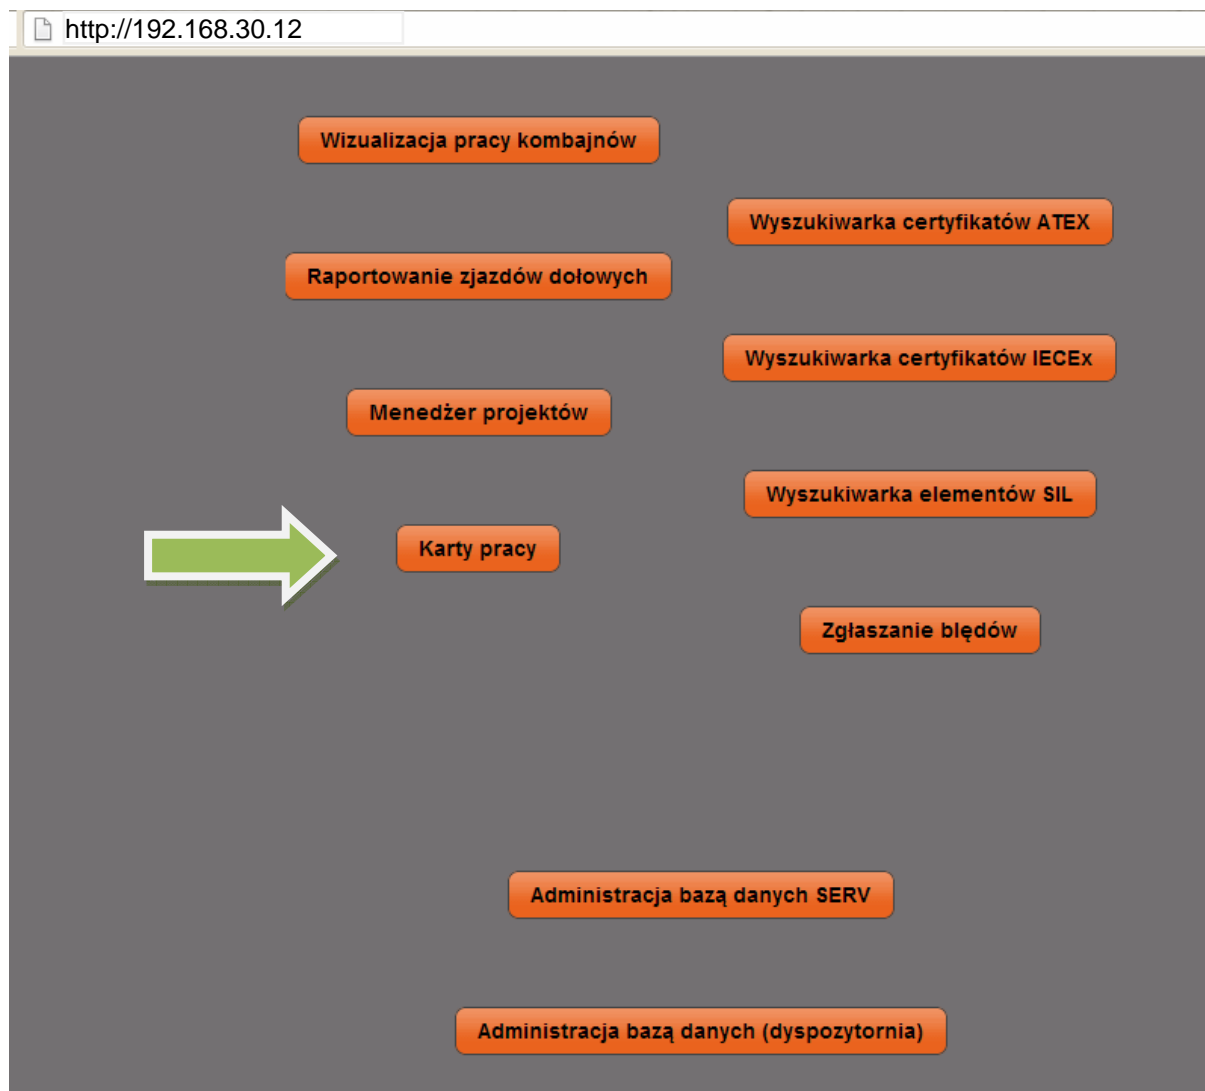 http://192.168.30.12
Wizualizacja pracy kombajnów
Wyszukiwarka certyfikatów ATEX
Raportowanie zjazdów dołowych
Wyszukiwarka certyfikatów IECEx
Menedżer projektów
Wyszukiwarka elementów SIL
Karty pracy
Zgłaszanie błędów
Administracja bazą danych SERV
Administracja bazą danych (dyspozytornia)